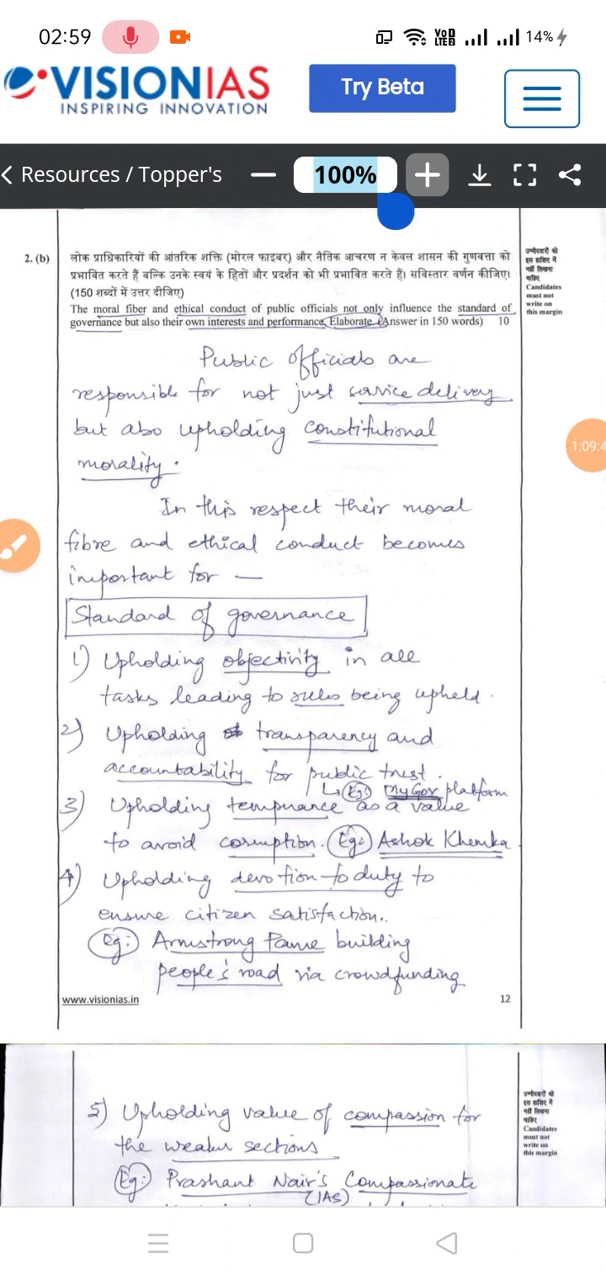 02:59
VoD LTE2
14%
VISIONIAS
INSPIRING INNOVATION
Try Beta
Resources / Topper's
100%
2. (b)
लोक प्राधिकारियों की आंतरिक शक्ति (मोरल फाइबर) और नैतिक आचरण न केवल शासन की गुणवत्ता को
प्रभावित करते हैं बल्कि उनके स्वयं के हितों और प्रदर्शन को भी प्रभावित करते हैं। सविस्तार वर्णन कीजिए।
(150 शब्दों में उत्तर दीजिए)
The moral fiber and ethical conduct of public officials not only influence the standard of
governance but also their own interests and performance. Elaborate. (Answer in 150 words) 10
उम्मीदवारों को
इस हाशिए में
नहीं लिखना
चाहिए
Candidates
must not
write on
this margin
Public officials are
responsible for not just service delivery
but also upholding constitutional
morality.
In this respect their moral
fibre and ethical conduct becomes
important for —
Standard of governance
1) Upholding objectivity in all
tasks leading to rules being upheld.
2) Upholding transparency and
accountability for public trust.
↳ Eg: MyGov platform
3) Upholding temperance as a value
to avoid corruption. Eg: Ashok Khemka
4) Upholding devotion to duty to
ensure citizen satisfaction.
Eg: Armstrong Pame building
people's road via crowdfunding
www.visionias.in
12
1:09:4
5) Upholding value of compassion for
the weaker sections
Eg: Prashant Nair's Compassionate
(IAS)
उम्मीदवारों को
इस हाशिए में
नहीं लिखना
चाहिए
Candidates
must not
write on
this margin